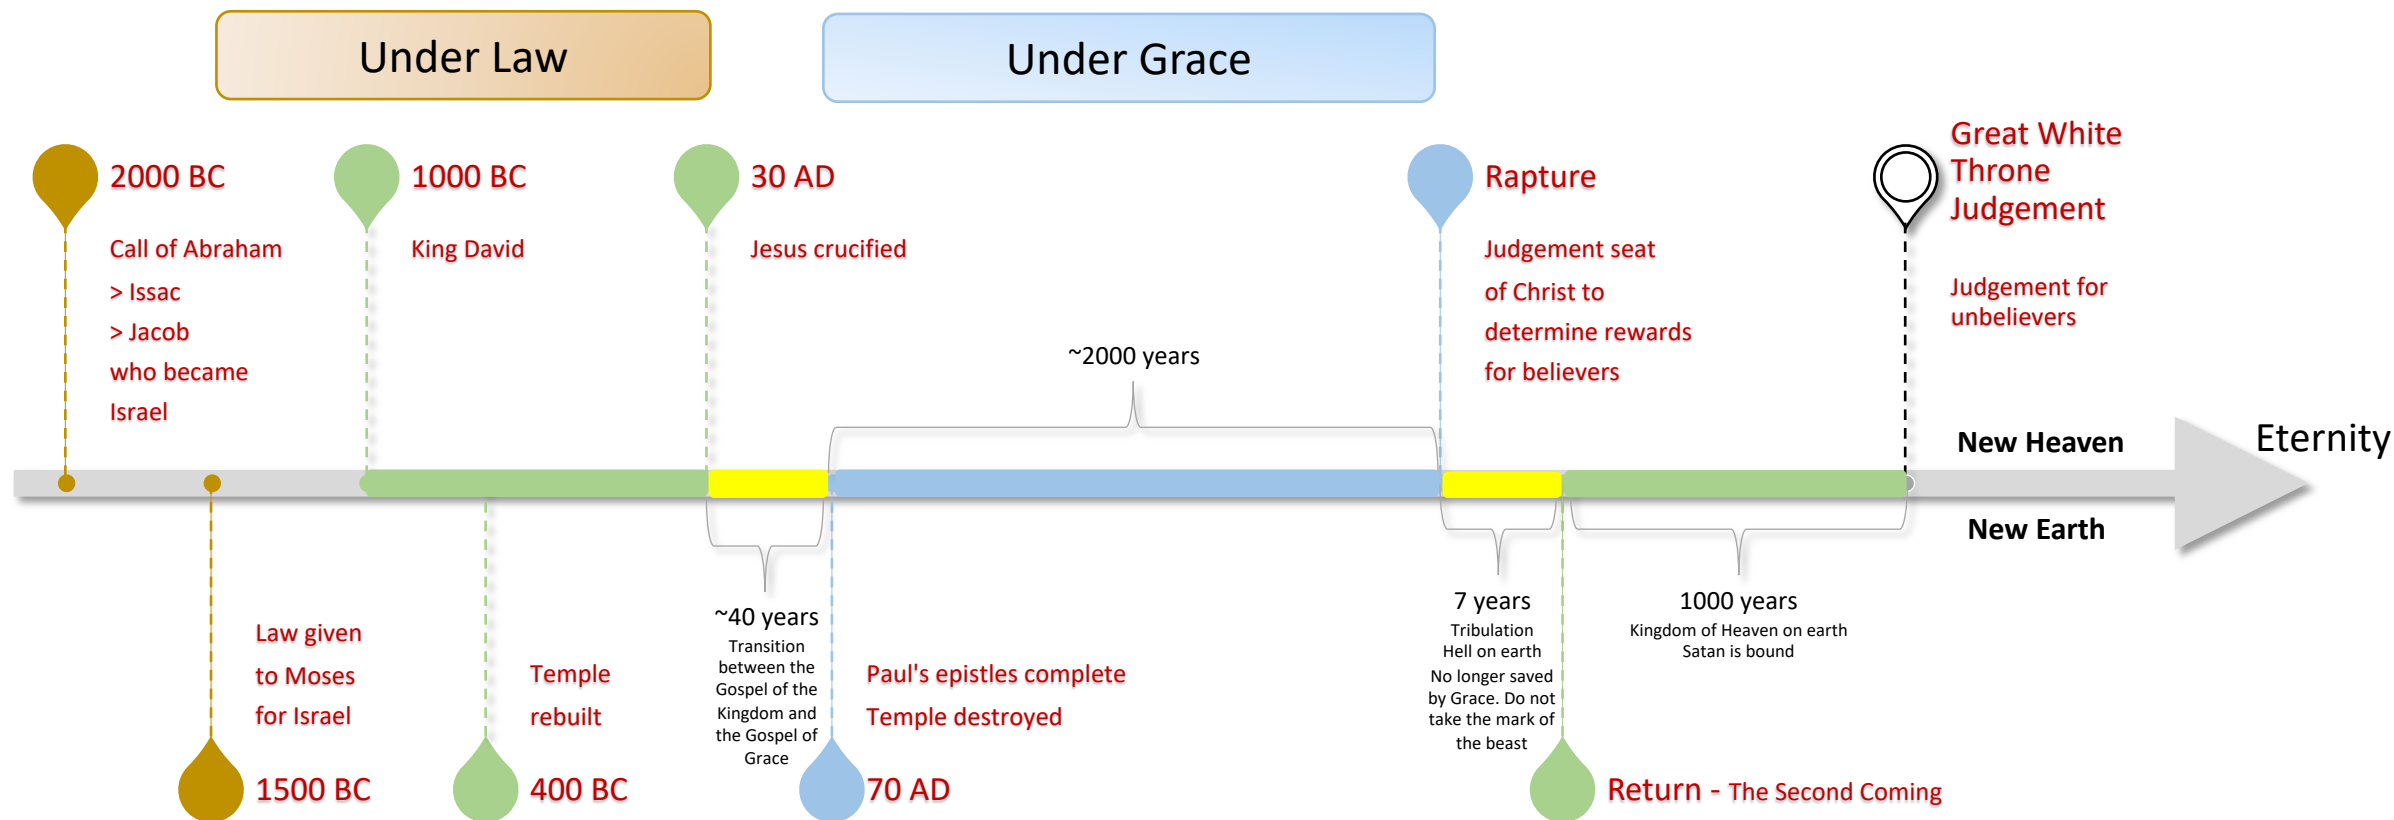 Under Law
Under Grace
2000 BC
Call of Abraham
> Issac
> Jacob
who became
Israel
1000 BC
King David
30 AD
Jesus crucified
~2000 years
Rapture
Judgement seat
of Christ to
determine rewards
for believers
Great White
Throne
Judgement
Judgement for
unbelievers
New Heaven
New Earth
Eternity
Law given
to Moses
for Israel
1500 BC
Temple
rebuilt
400 BC
~40 years
Transition
between the
Gospel of the
Kingdom and
the Gospel of
Grace
Paul's epistles complete
Temple destroyed
70 AD
7 years
Tribulation
Hell on earth
No longer saved
by Grace. Do not
take the mark of
the beast
1000 years
Kingdom of Heaven on earth
Satan is bound
Return - The Second Coming